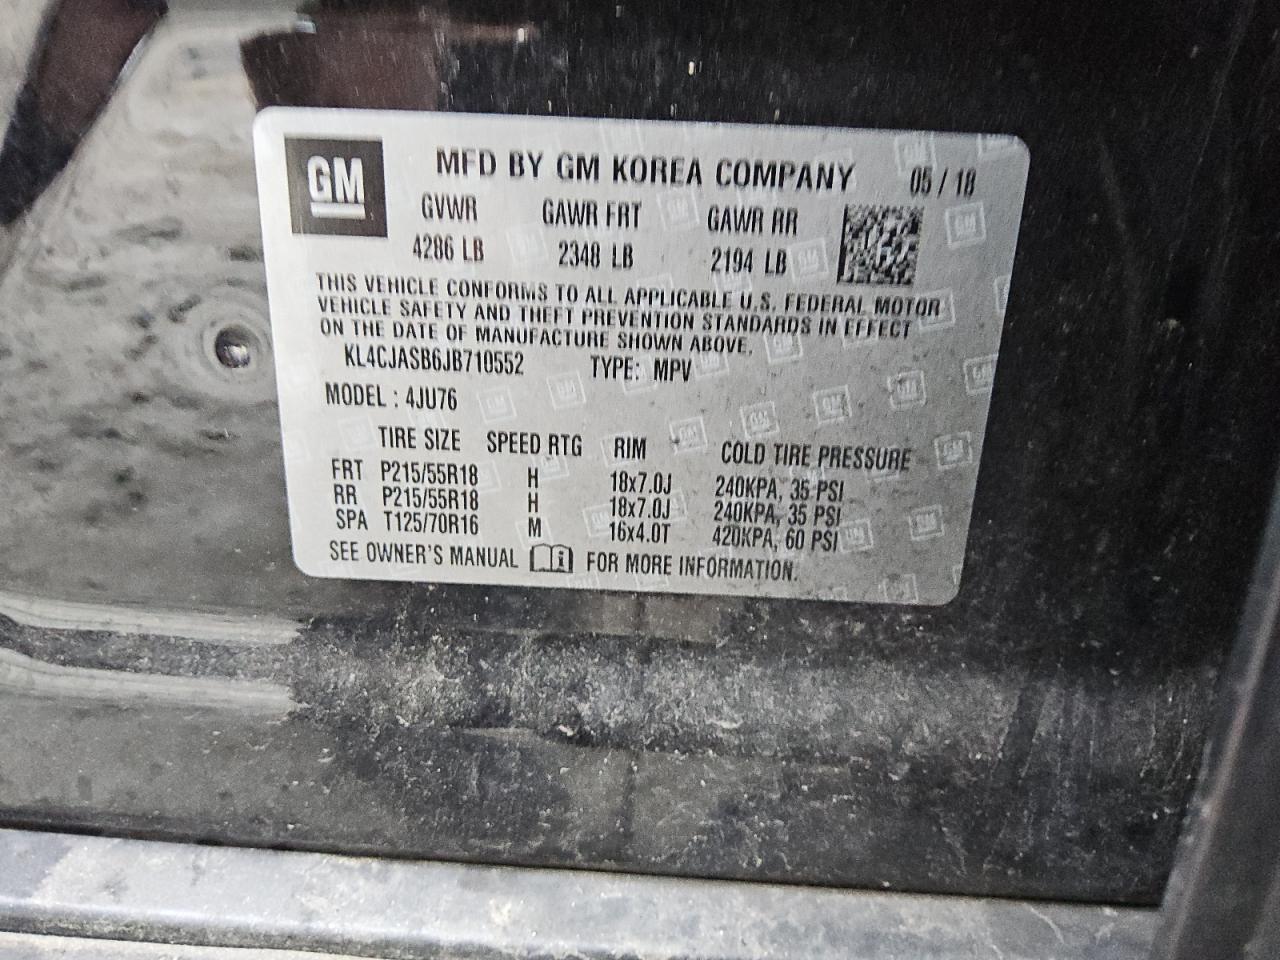 GM
MFD BY GM KOREA COMPANY 05 / 18
GVWR GAWR FRT GAWR RR
4286 LB 2348 LB 2194 LB
THIS VEHICLE CONFORMS TO ALL APPLICABLE U.S. FEDERAL MOTOR
VEHICLE SAFETY AND THEFT PREVENTION STANDARDS IN EFFECT
ON THE DATE OF MANUFACTURE SHOWN ABOVE.
KL4CJASB6JB710552 TYPE: MPV
MODEL : 4JU76
TIRE SIZE SPEED RTG RIM COLD TIRE PRESSURE
FRT P215/55R18 H 18x7.0J 240KPA, 35 PSI
RR P215/55R18 H 18x7.0J 240KPA, 35 PSI
SPA T125/70R16 M 16x4.0T 420KPA, 60 PSI
SEE OWNER'S MANUAL FOR MORE INFORMATION.